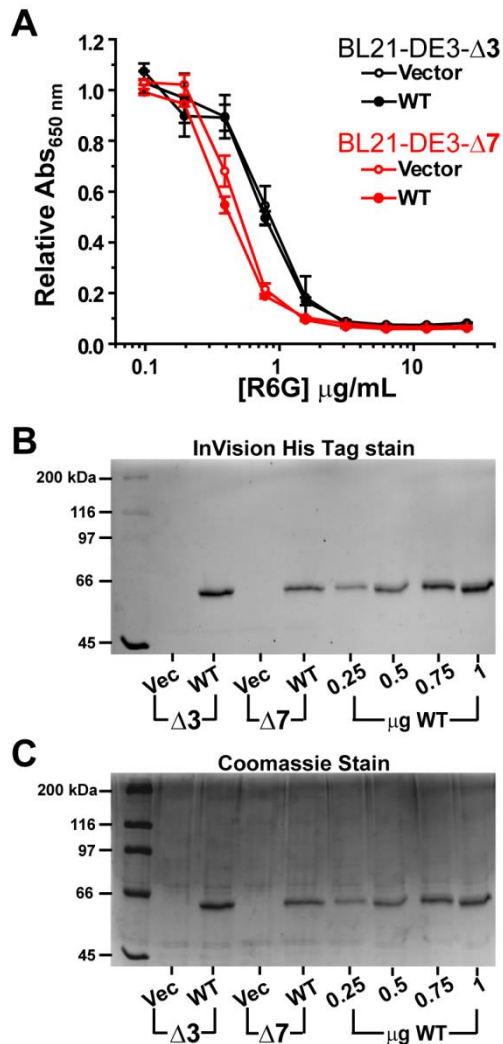 A
1.2
1.0
0.8
0.6
0.4
0.2
0.0
Relative Abs650 nm
0.1 1 10
[R6G] μg/mL
BL21-DE3-Δ3
Vector
WT
BL21-DE3-Δ7
Vector
WT
B
InVision His Tag stain
200 kDa
116
97
66
45
Vec WT Vec WT 0.25 0.5 0.75 1
Δ3 Δ7 μg WT
C
Coomassie Stain
200 kDa
116
97
66
45
Vec WT Vec WT 0.25 0.5 0.75 1
Δ3 Δ7 μg WT